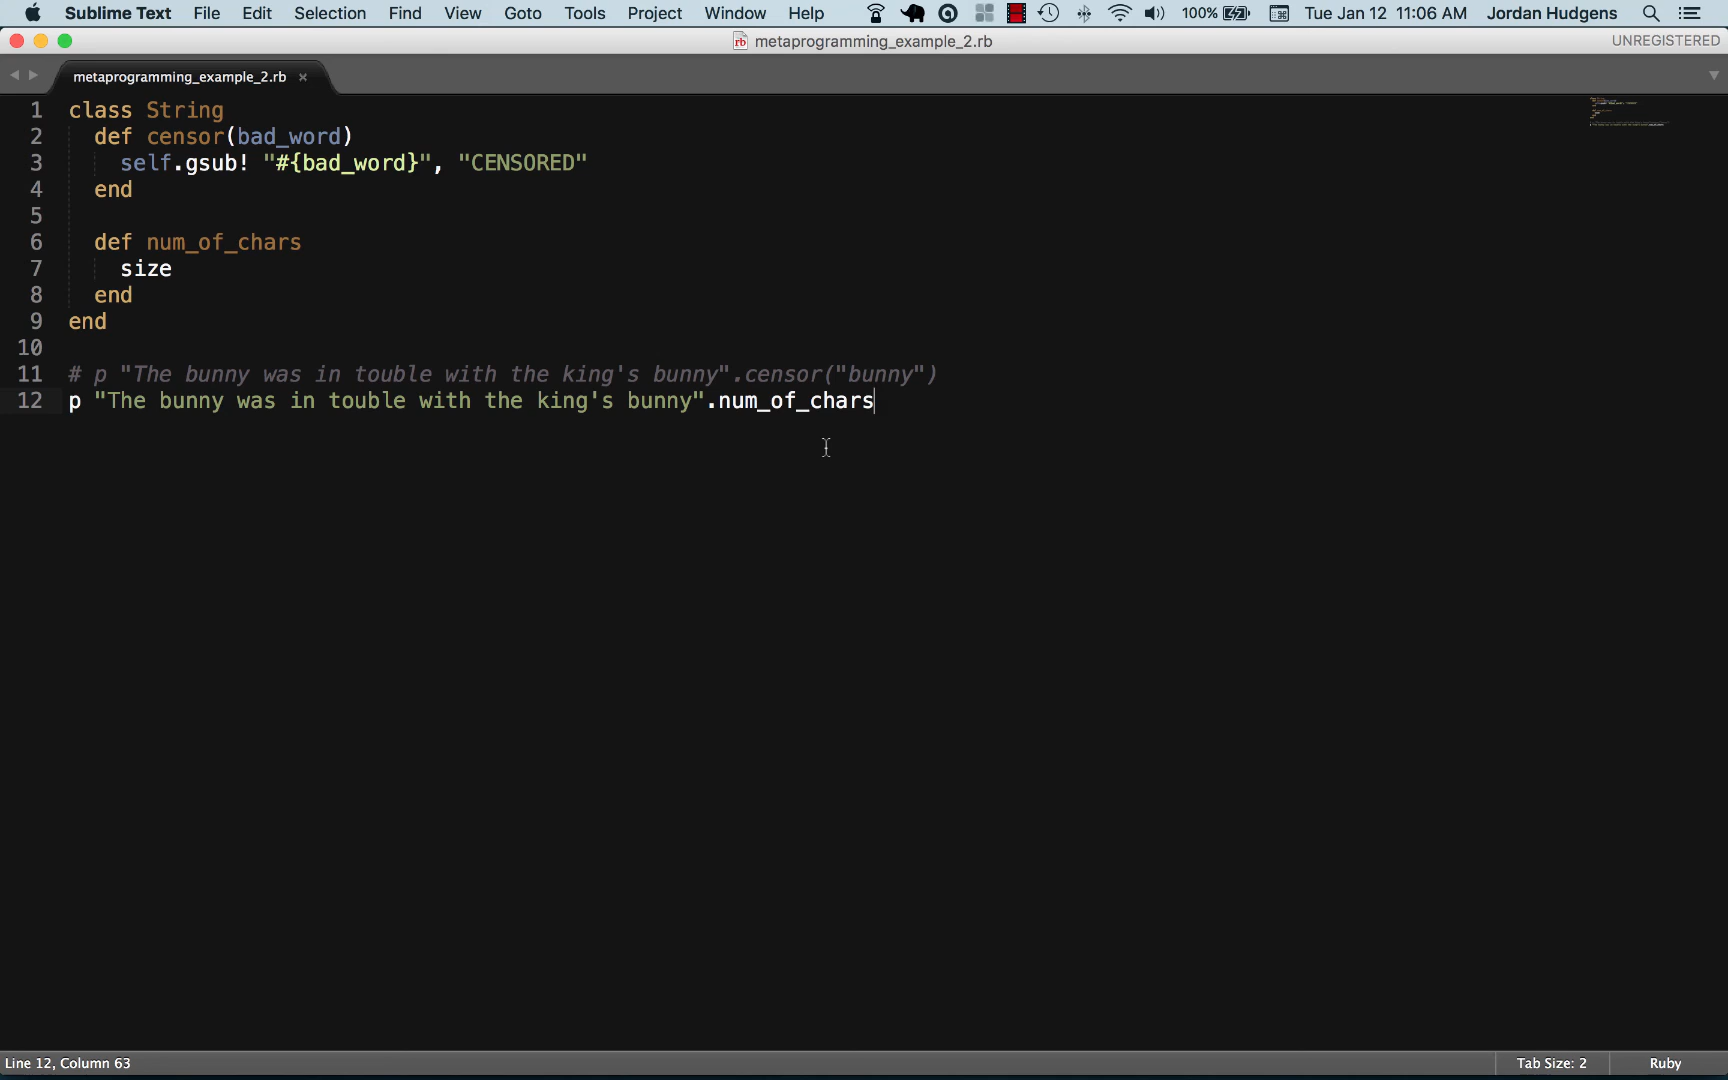 Sublime Text File Edit Selection Find View Goto Tools Project Window Help 100% Tue Jan 12 11:06 AM Jordan Hudgens
rb metaprogramming_example_2.rb UNREGISTERED
metaprogramming_example_2.rb ×
1 class String
2   def censor(bad_word)
3     self.gsub! "#{bad_word}", "CENSORED"
4   end
5
6   def num_of_chars
7     size
8   end
9 end
10
11 # p "The bunny was in touble with the king's bunny".censor("bunny")
12 p "The bunny was in touble with the king's bunny".num_of_chars
Line 12, Column 63 Tab Size: 2 Ruby